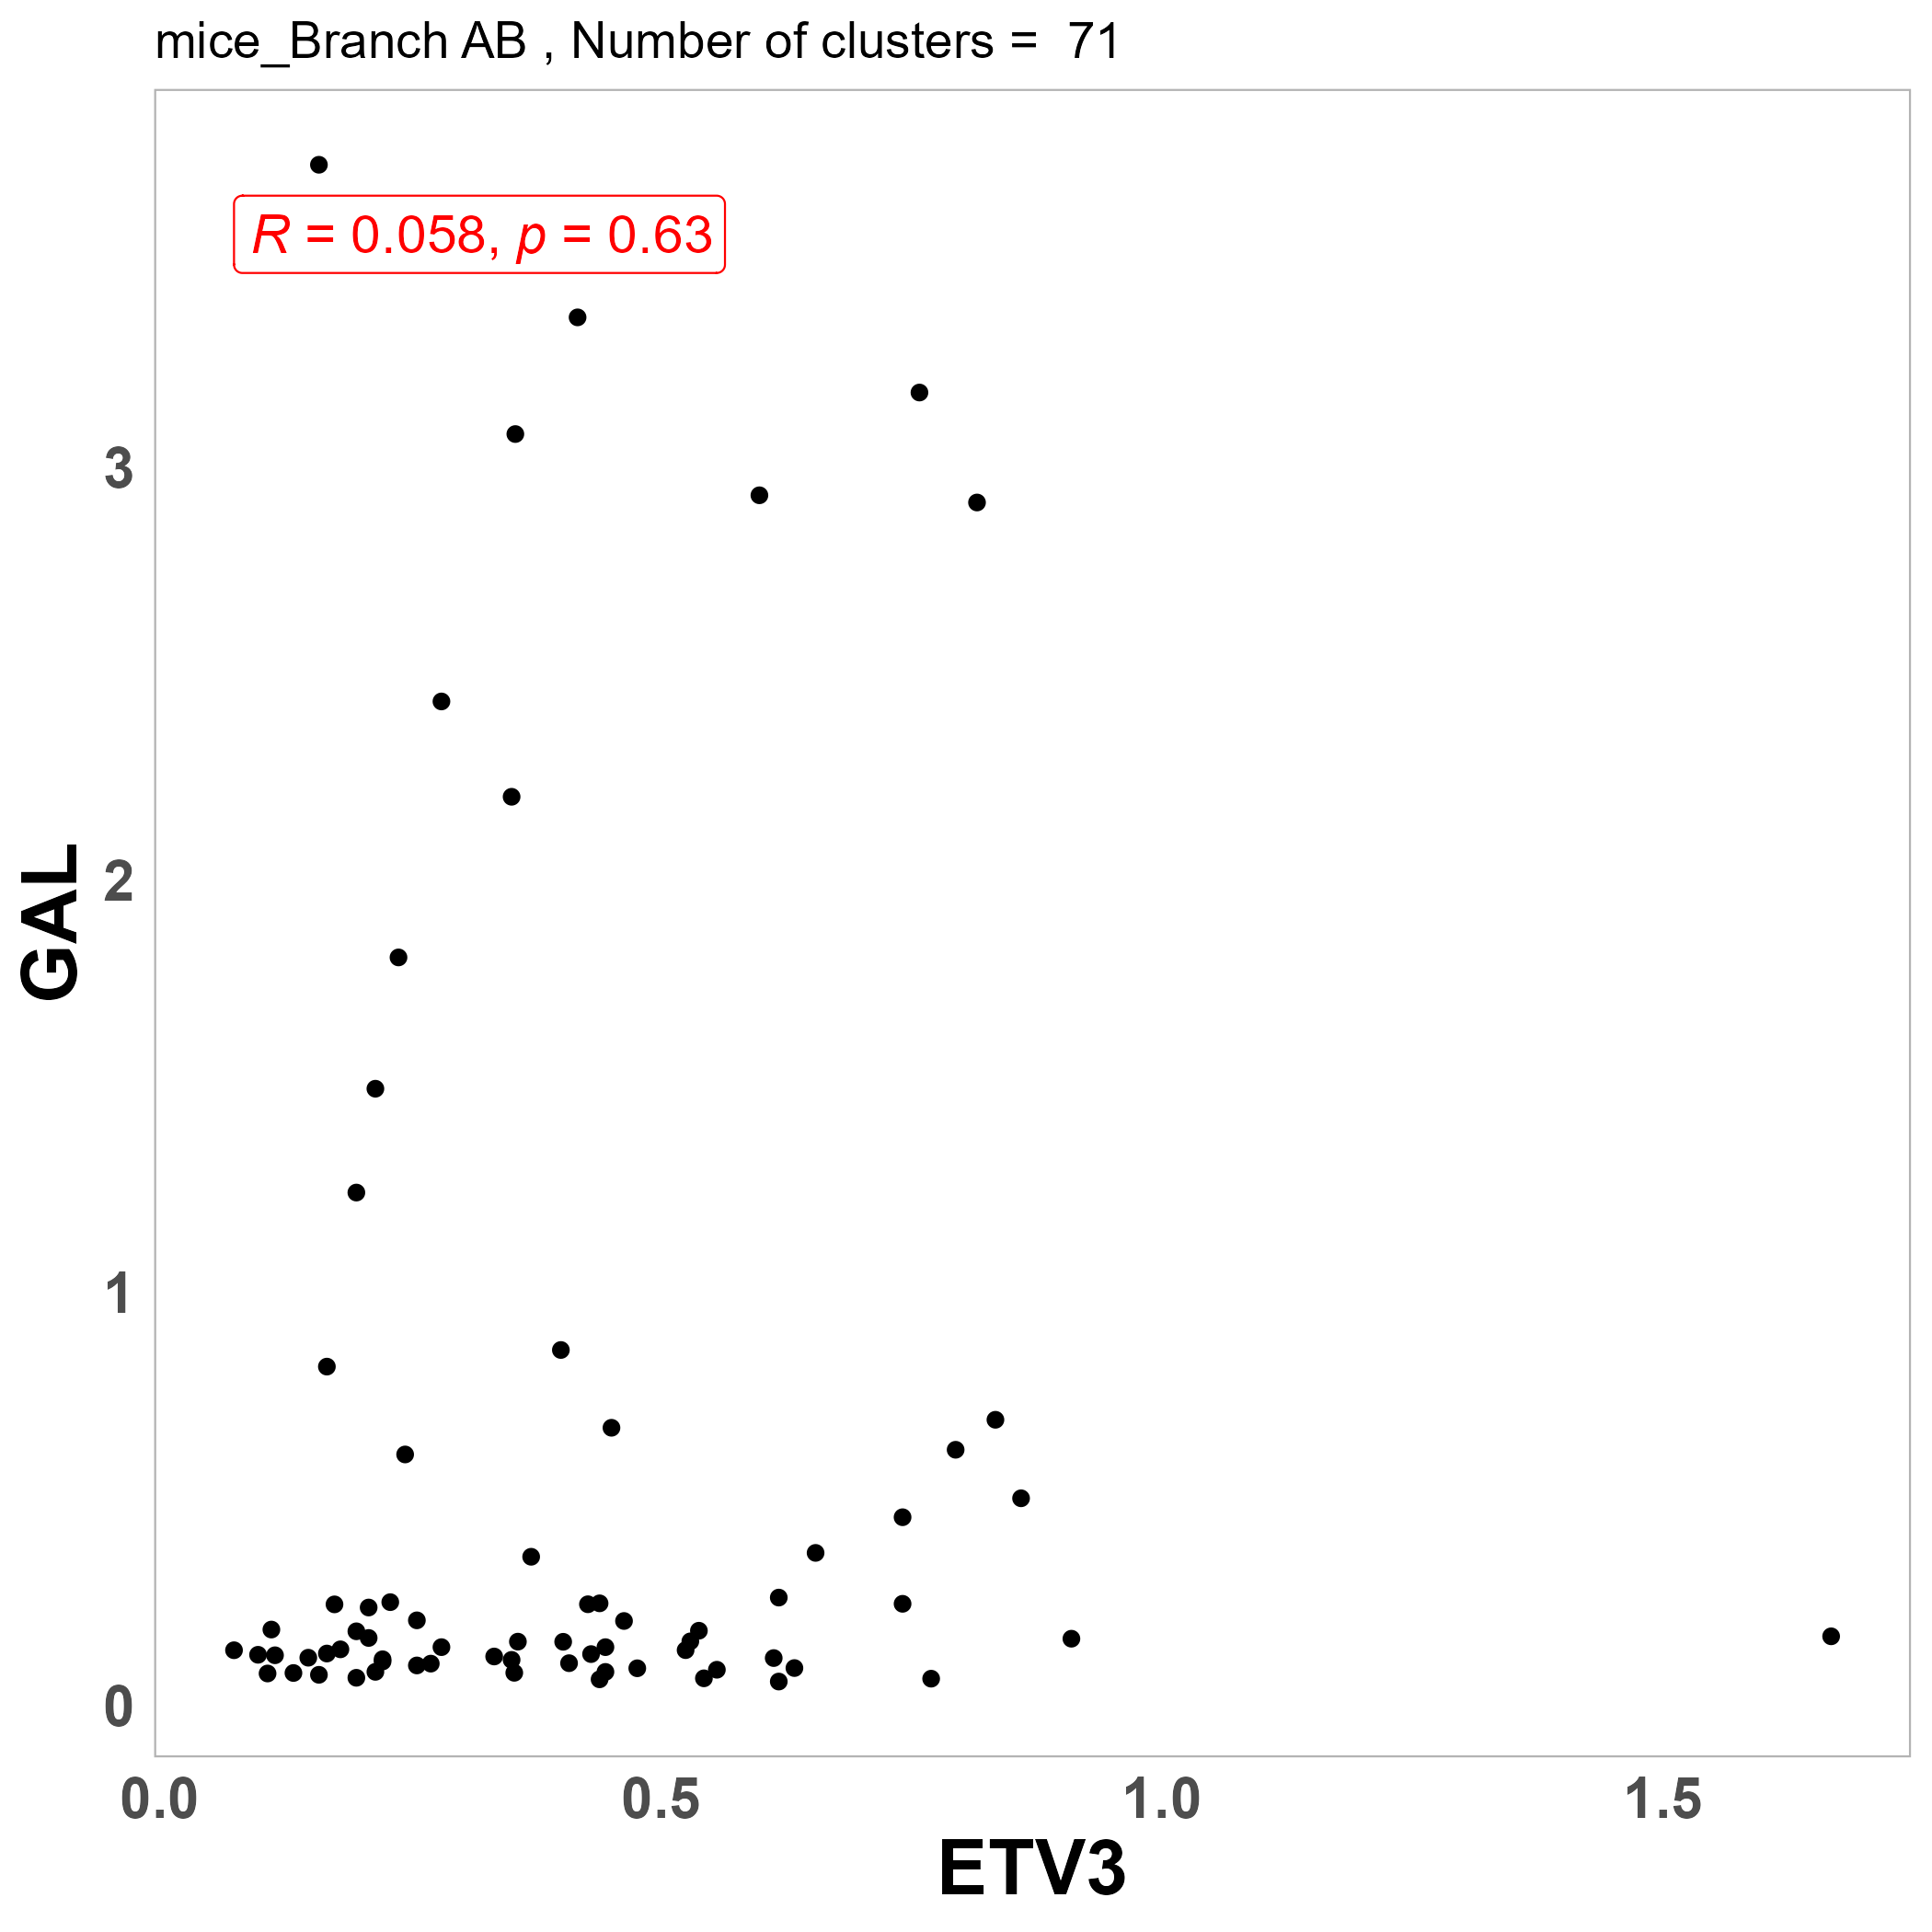 mice_Branch AB , Number of clusters =  71
R = 0.058, p = 0.63
3
2
1
0
GAL
0.0 0.5 1.0 1.5
ETV3